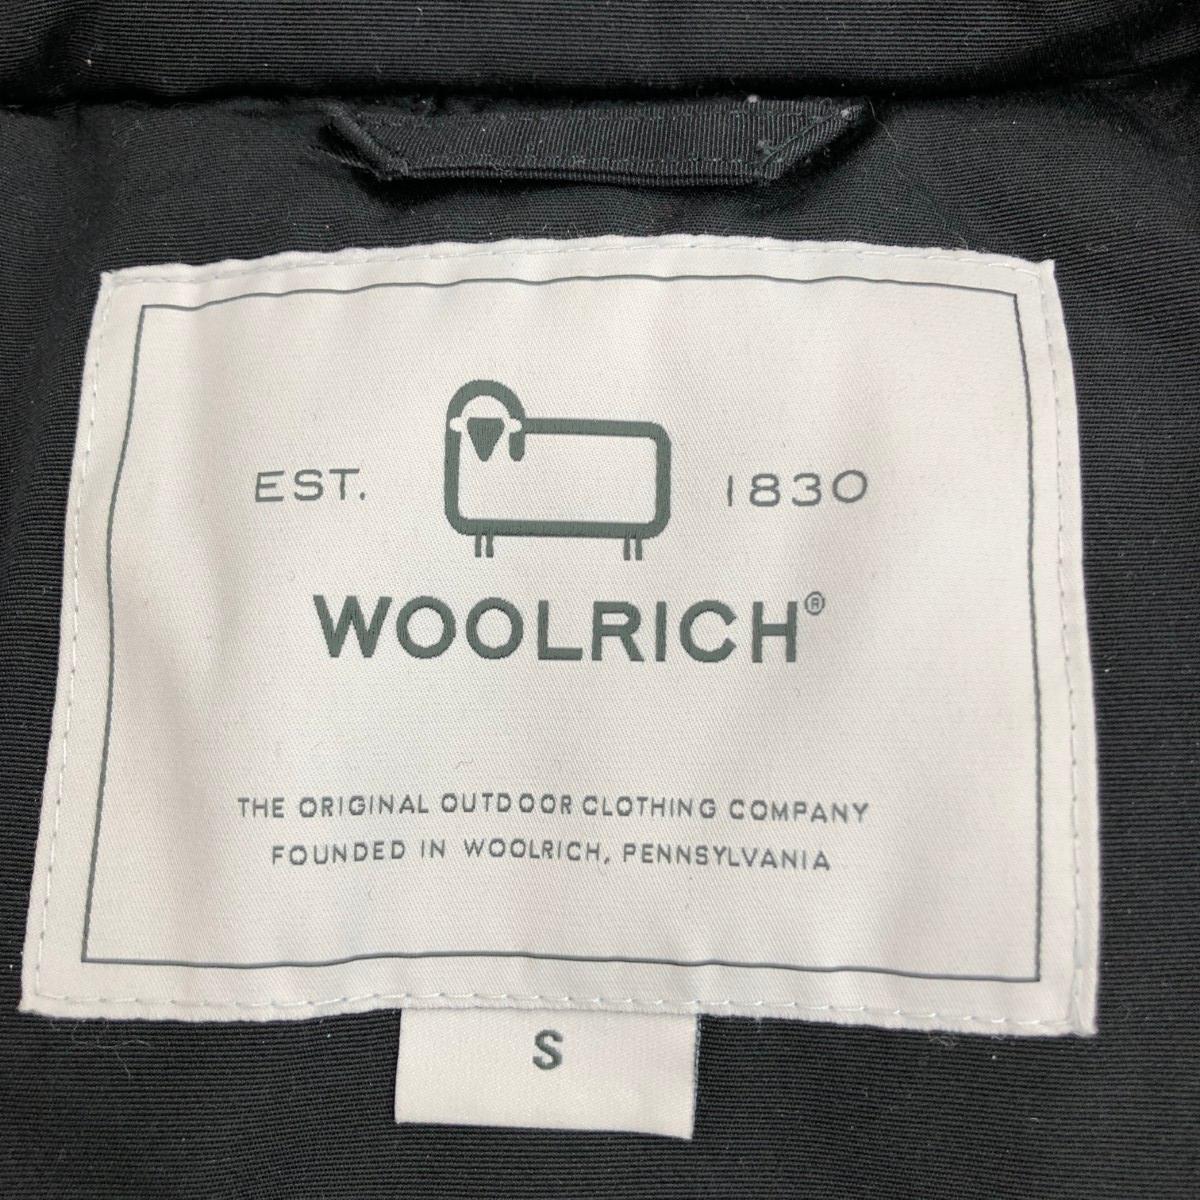 EST. 1830
WOOLRICH®
THE ORIGINAL OUTDOOR CLOTHING COMPANY
FOUNDED IN WOOLRICH, PENNSYLVANIA
S